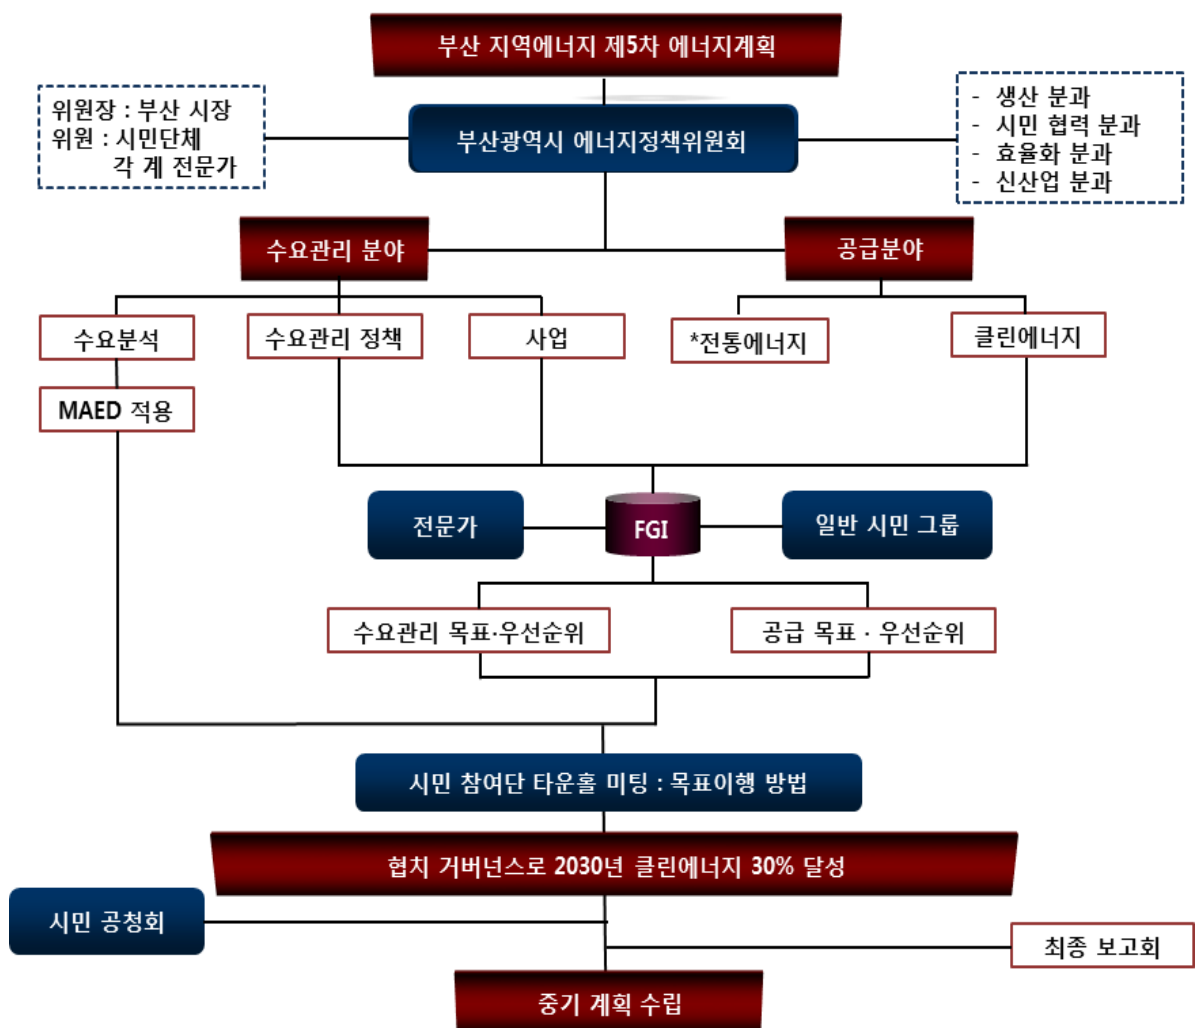 부산 지역에너지 제5차 에너지계획
위원장 : 부산 시장
위원 : 시민단체
각 계 전문가
부산광역시 에너지정책위원회
- 생산 분과
- 시민 협력 분과
- 효율화 분과
- 신산업 분과
수요관리 분야
공급분야
수요분석
수요관리 정책
사업
*전통에너지
클린에너지
MAED 적용
전문가
FGI
일반 시민 그룹
수요관리 목표·우선순위
공급 목표 · 우선순위
시민 참여단 타운홀 미팅 : 목표이행 방법
협치 거버넌스로 2030년 클린에너지 30% 달성
시민 공청회
최종 보고회
중기 계획 수립